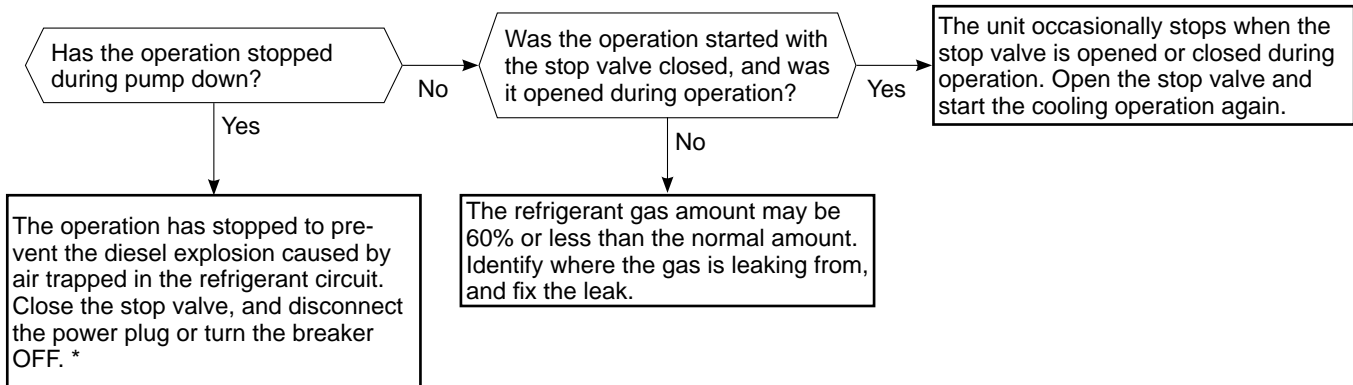 Has the operation stopped
during pump down?
No
Was the operation started with
the stop valve closed, and was
it opened during operation?
Yes
The unit occasionally stops when the
stop valve is opened or closed during
operation. Open the stop valve and
start the cooling operation again.
Yes
No
The operation has stopped to pre-
vent the diesel explosion caused by
air trapped in the refrigerant circuit.
Close the stop valve, and disconnect
the power plug or turn the breaker
OFF. *
The refrigerant gas amount may be
60% or less than the normal amount.
Identify where the gas is leaking from,
and fix the leak.